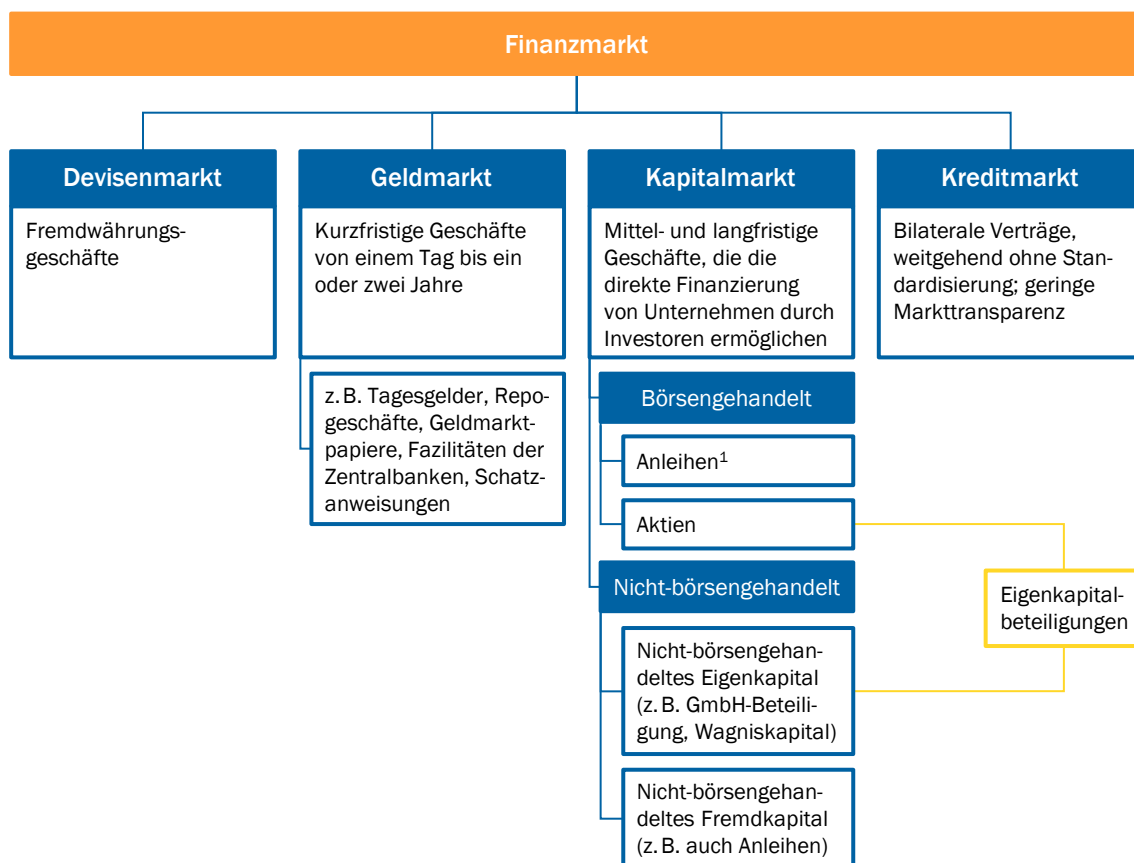 Finanzmarkt
Devisenmarkt
Fremdwährungs-
geschäfte
Geldmarkt
Kurzfristige Geschäfte
von einem Tag bis ein
oder zwei Jahre
z. B. Tagesgelder, Repo-
geschäfte, Geldmarkt-
papiere, Fazilitäten der
Zentralbanken, Schatz-
anweisungen
Kapitalmarkt
Mittel- und langfristige
Geschäfte, die die
direkte Finanzierung
von Unternehmen durch
Investoren ermöglichen
Börsengehandelt
Anleihen¹
Aktien
Nicht-börsengehandelt
Nicht-börsengehan-
deltes Eigenkapital
(z. B. GmbH-Beteili-
gung, Wagniskapital)
Nicht-börsengehan-
deltes Fremdkapital
(z. B. auch Anleihen)
Kreditmarkt
Bilaterale Verträge,
weitgehend ohne Stan-
dardisierung; geringe
Markttransparenz
Eigenkapital-
beteiligungen